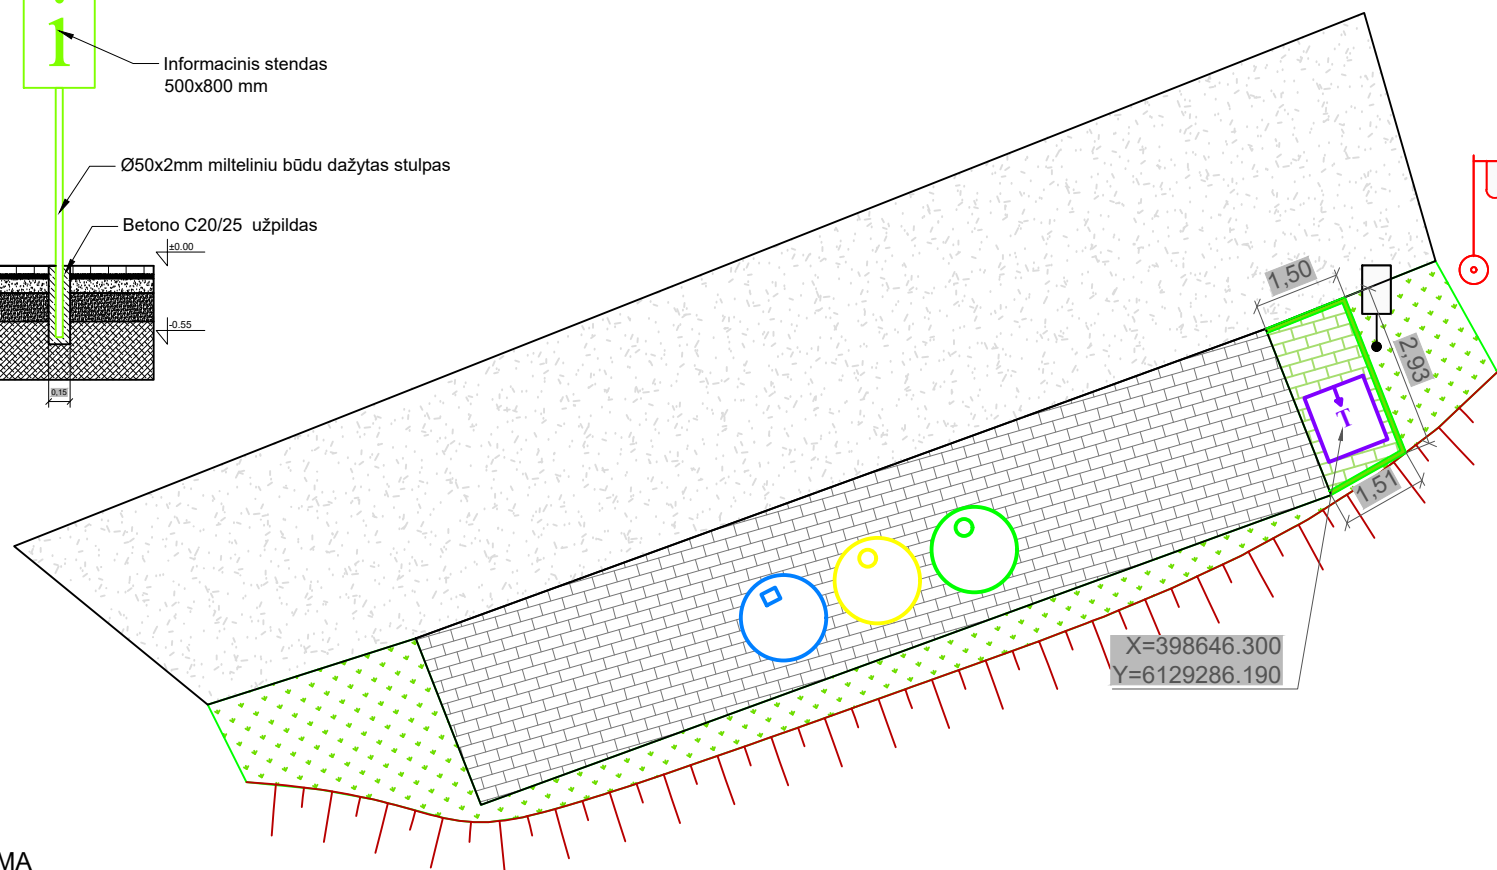 i
Informacinis stendas
500x800 mm
Ø50x2mm milteliniu būdu dažytas stulpas
Betono C20/25 užpildas
±0.00
-0.55
0,15
1,50
2,93
T
1,51
X=398646.300
Y=6129286.190
MA